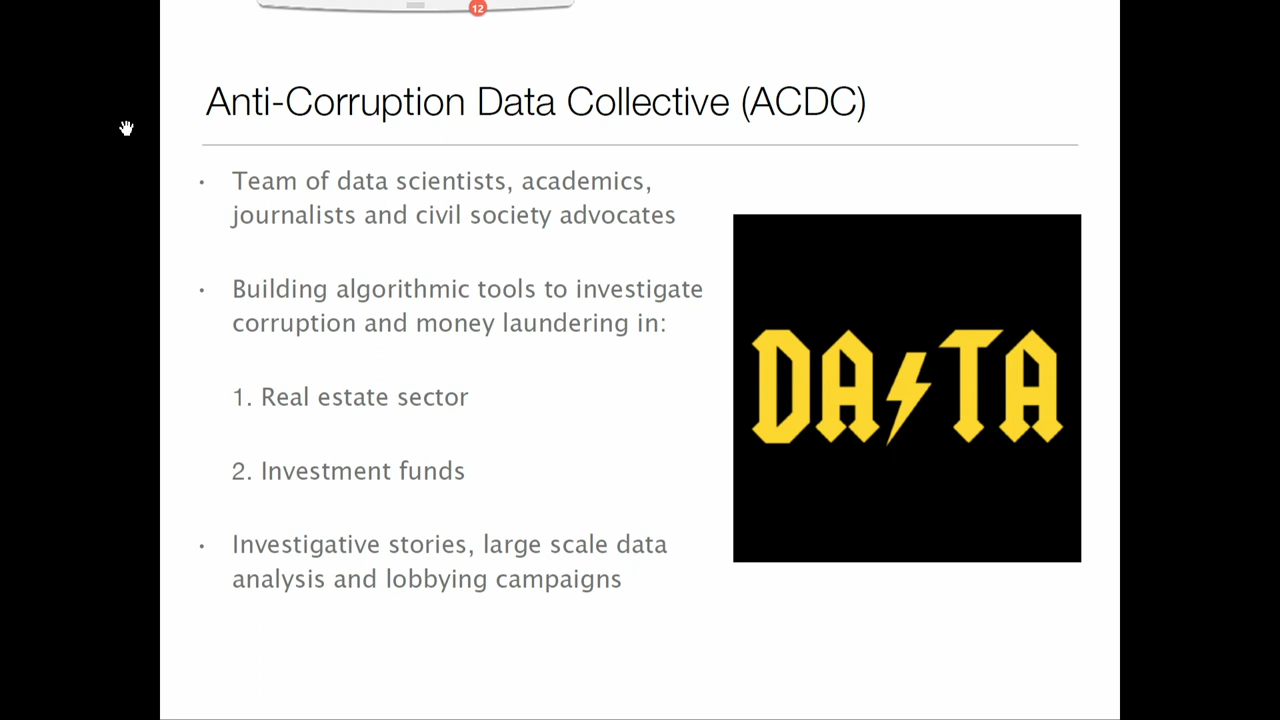 12
Anti-Corruption Data Collective (ACDC)
• Team of data scientists, academics,
journalists and civil society advocates
• Building algorithmic tools to investigate
corruption and money laundering in:
1. Real estate sector
2. Investment funds
• Investigative stories, large scale data
analysis and lobbying campaigns
DA⚡TA